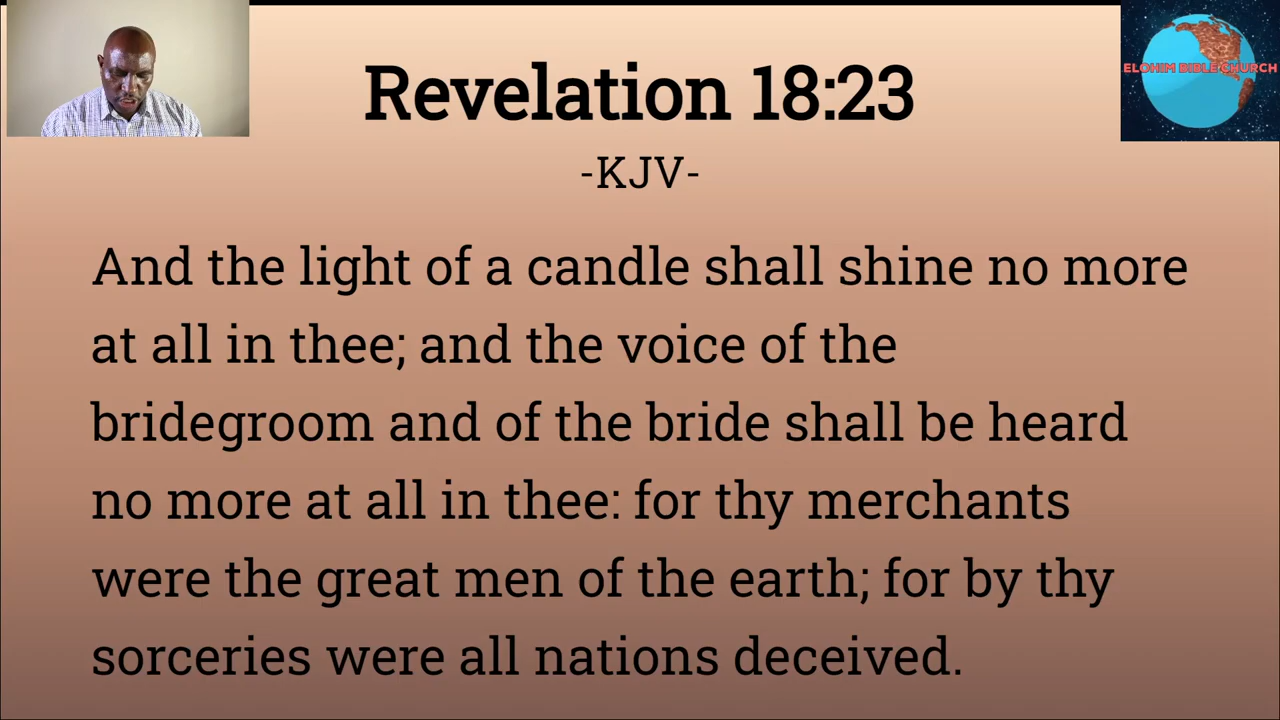 Revelation 18:23
ELOHIM BIBLE CHURCH
-KJV-
And the light of a candle shall shine no more
at all in thee; and the voice of the
bridegroom and of the bride shall be heard
no more at all in thee: for thy merchants
were the great men of the earth; for by thy
sorceries were all nations deceived.